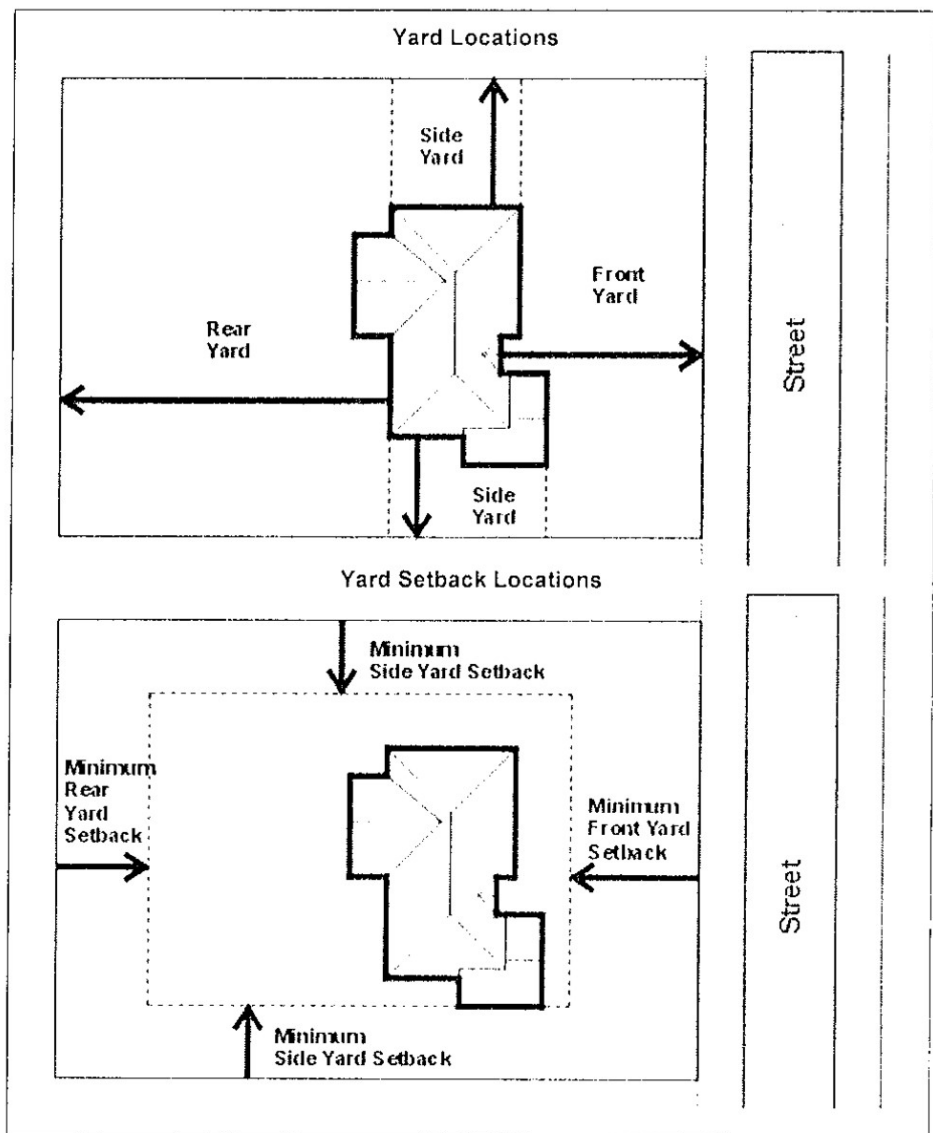 Yard Locations
Side
Yard
Front
Yard
Rear
Yard
Street
Side
Yard
Yard Setback Locations
Minimum
Side Yard Setback
Minimum
Rear
Yard
Setback
Minimum
Front Yard
Setback
Street
Minimum
Side Yard Setback